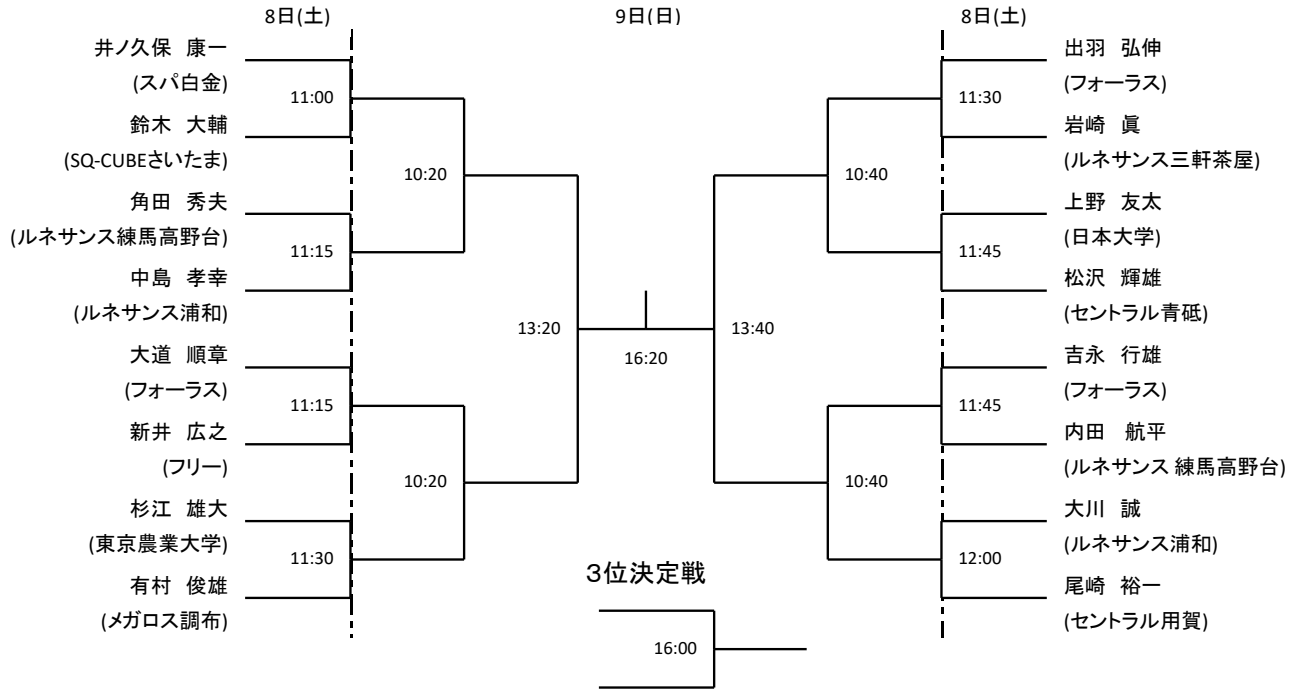 8日(土)
9日(日)
8日(土)
井ノ久保 康一
(スパ白金)
11:00
鈴木 大輔
(SQ-CUBEさいたま)
10:20
角田 秀夫
(ルネサンス練馬高野台)
11:15
中島 孝幸
(ルネサンス浦和)
13:20
大道 順章
(フォーラス)
11:15
新井 広之
(フリー)
10:20
杉江 雄大
(東京農業大学)
11:30
有村 俊雄
(メガロス調布)
16:20
出羽 弘伸
(フォーラス)
11:30
岩崎 眞
(ルネサンス三軒茶屋)
10:40
上野 友太
(日本大学)
11:45
松沢 輝雄
(セントラル青砥)
13:40
吉永 行雄
(フォーラス)
11:45
内田 航平
(ルネサンス 練馬高野台)
10:40
大川 誠
(ルネサンス浦和)
12:00
尾崎 裕一
(セントラル用賀)
3位決定戦
16:00